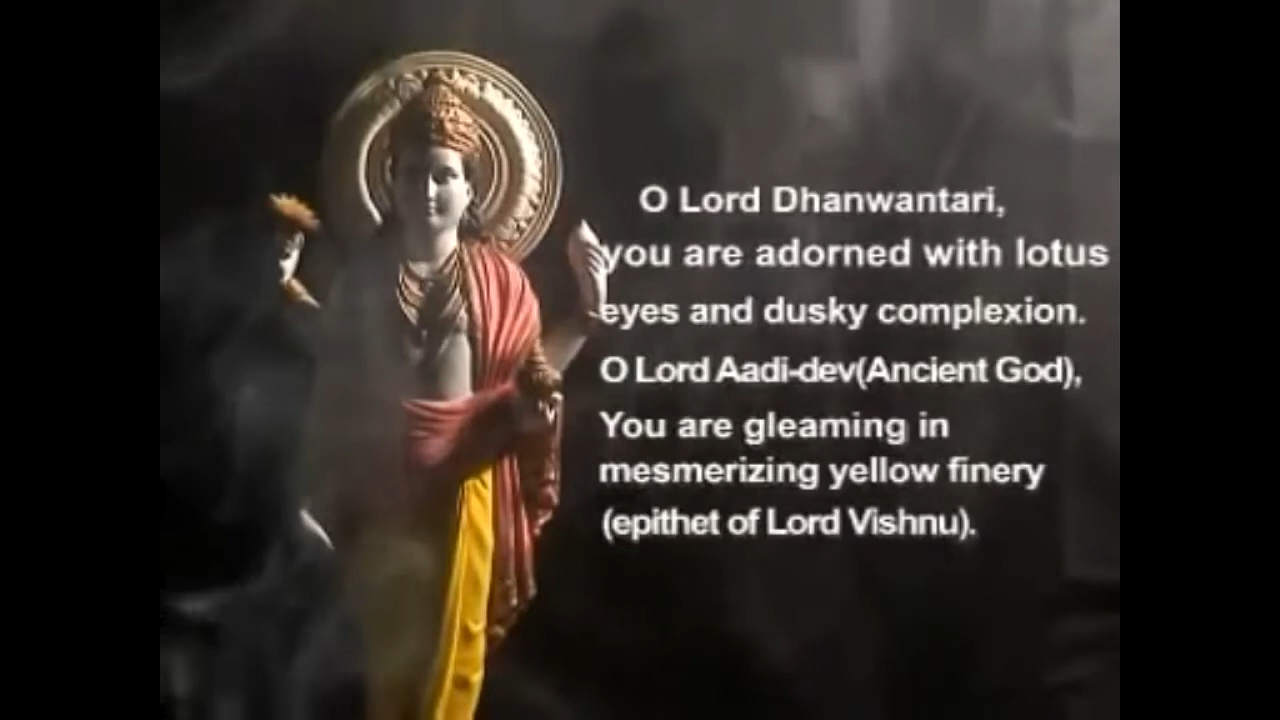 O Lord Dhanwantari,
you are adorned with lotus
eyes and dusky complexion.
O Lord Aadi-dev(Ancient God),
You are gleaming in
mesmerizing yellow finery
(epithet of Lord Vishnu).